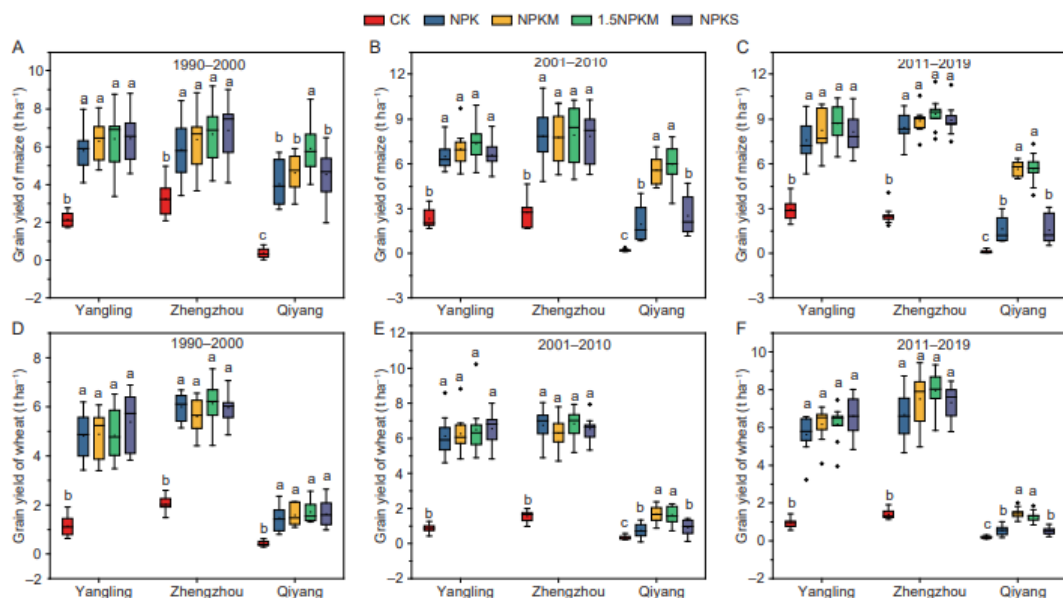 CK NPK NPKM 1.5NPKM NPKS
A
1990–2000
Grain yield of maize (t ha⁻¹)
10
8
6
4
2
0
–2
b a a a a
b a a a a
c b b a b
Yangling Zhengzhou Qiyang
B
2001–2010
Grain yield of maize (t ha⁻¹)
12
9
6
3
0
–3
b a a a a
b a a a a
c b a a b
Yangling Zhengzhou Qiyang
C
2011–2019
Grain yield of maize (t ha⁻¹)
12
9
6
3
0
–3
b a a a a
b a a a a
c b a a b
Yangling Zhengzhou Qiyang
D
1990–2000
Grain yield of wheat (t ha⁻¹)
8
6
4
2
0
–2
b a a a a
b a a a a
b a a a a
Yangling Zhengzhou Qiyang
E
2001–2010
Grain yield of wheat (t ha⁻¹)
12
10
8
6
4
2
0
–2
b a a a a
b a a a a
c b a a b
Yangling Zhengzhou Qiyang
F
2011–2019
Grain yield of wheat (t ha⁻¹)
10
8
6
4
2
0
–2
b a a a a
b a a a a
c b a a b
Yangling Zhengzhou Qiyang